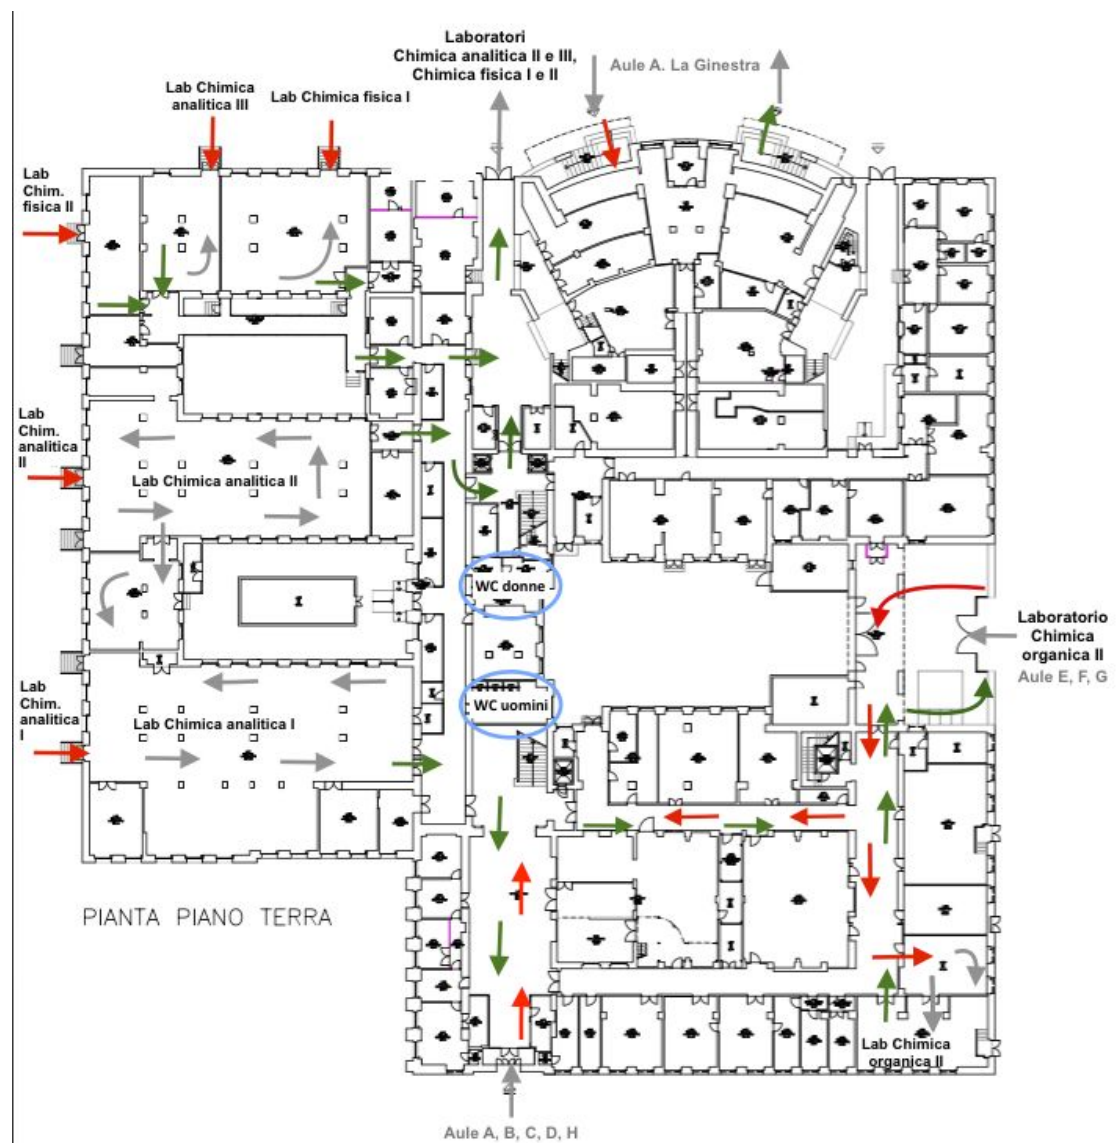 Laboratori
Chimica analitica II e III,
Chimica fisica I e II
Aule A. La Ginestra
Lab Chimica
analitica III
Lab Chimica fisica I
Lab
Chim.
fisica II
Lab
Chim.
analitica
II
Lab Chimica analitica II
WC donne
Laboratorio
Chimica
organica II
Aule E, F, G
WC uomini
Lab
Chim.
analitica
I
Lab Chimica analitica I
PIANTA PIANO TERRA
Lab Chimica
organica II
Aule A, B, C, D, H